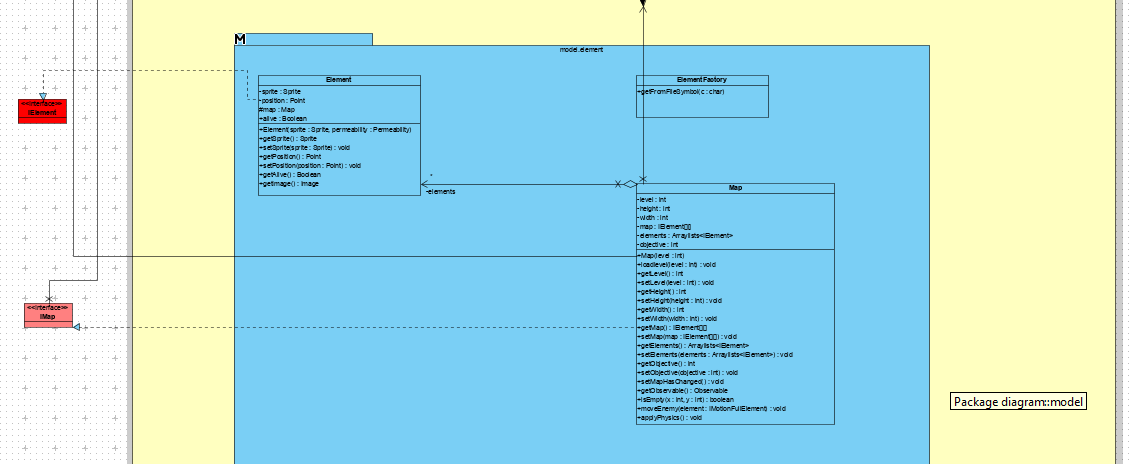 M
model.element
Element
-sprite : Sprite
-position : Point
#map : Map
+alive : Boolean
+Element(sprite : Sprite, permeability : Permeability)
+getSprite() : Sprite
+setSprite(sprite : Sprite) : void
+getPosition() : Point
+setPosition(position : Point) : void
+getAlive() : Boolean
+getImage() : Image
ElementFactory
+getFromFileSymbol(c : char)
<<Interface>>
IElement
*
-elements
Map
-level : int
-height : int
-width : int
-map : IElement[][]
-elements : Arraylists<IElement>
-objective : int
+Map(level : int)
+loadlevel(level : int) : void
+getLevel() : int
+setLevel(level : int) : void
+getHeight() : int
+setHeight(height : int) : void
+getWidth() : int
+setWidth(width : int) : void
+getMap() : IElement[][]
+setMap(map : IElement[][]) : void
+getElements() : Arraylists<IElement>
+setElements(elements : Arraylists<IElement>) : void
+getObjective() : int
+setObjective(objective : int) : void
+setMapHasChanged() : void
+getObservable() : Observable
+isEmpty(x : int, y : int) : boolean
+moveEnemy(element : IMotionFullElement) : void
+applyPhysics() : void
<<Interface>>
IMap
Package diagram::model